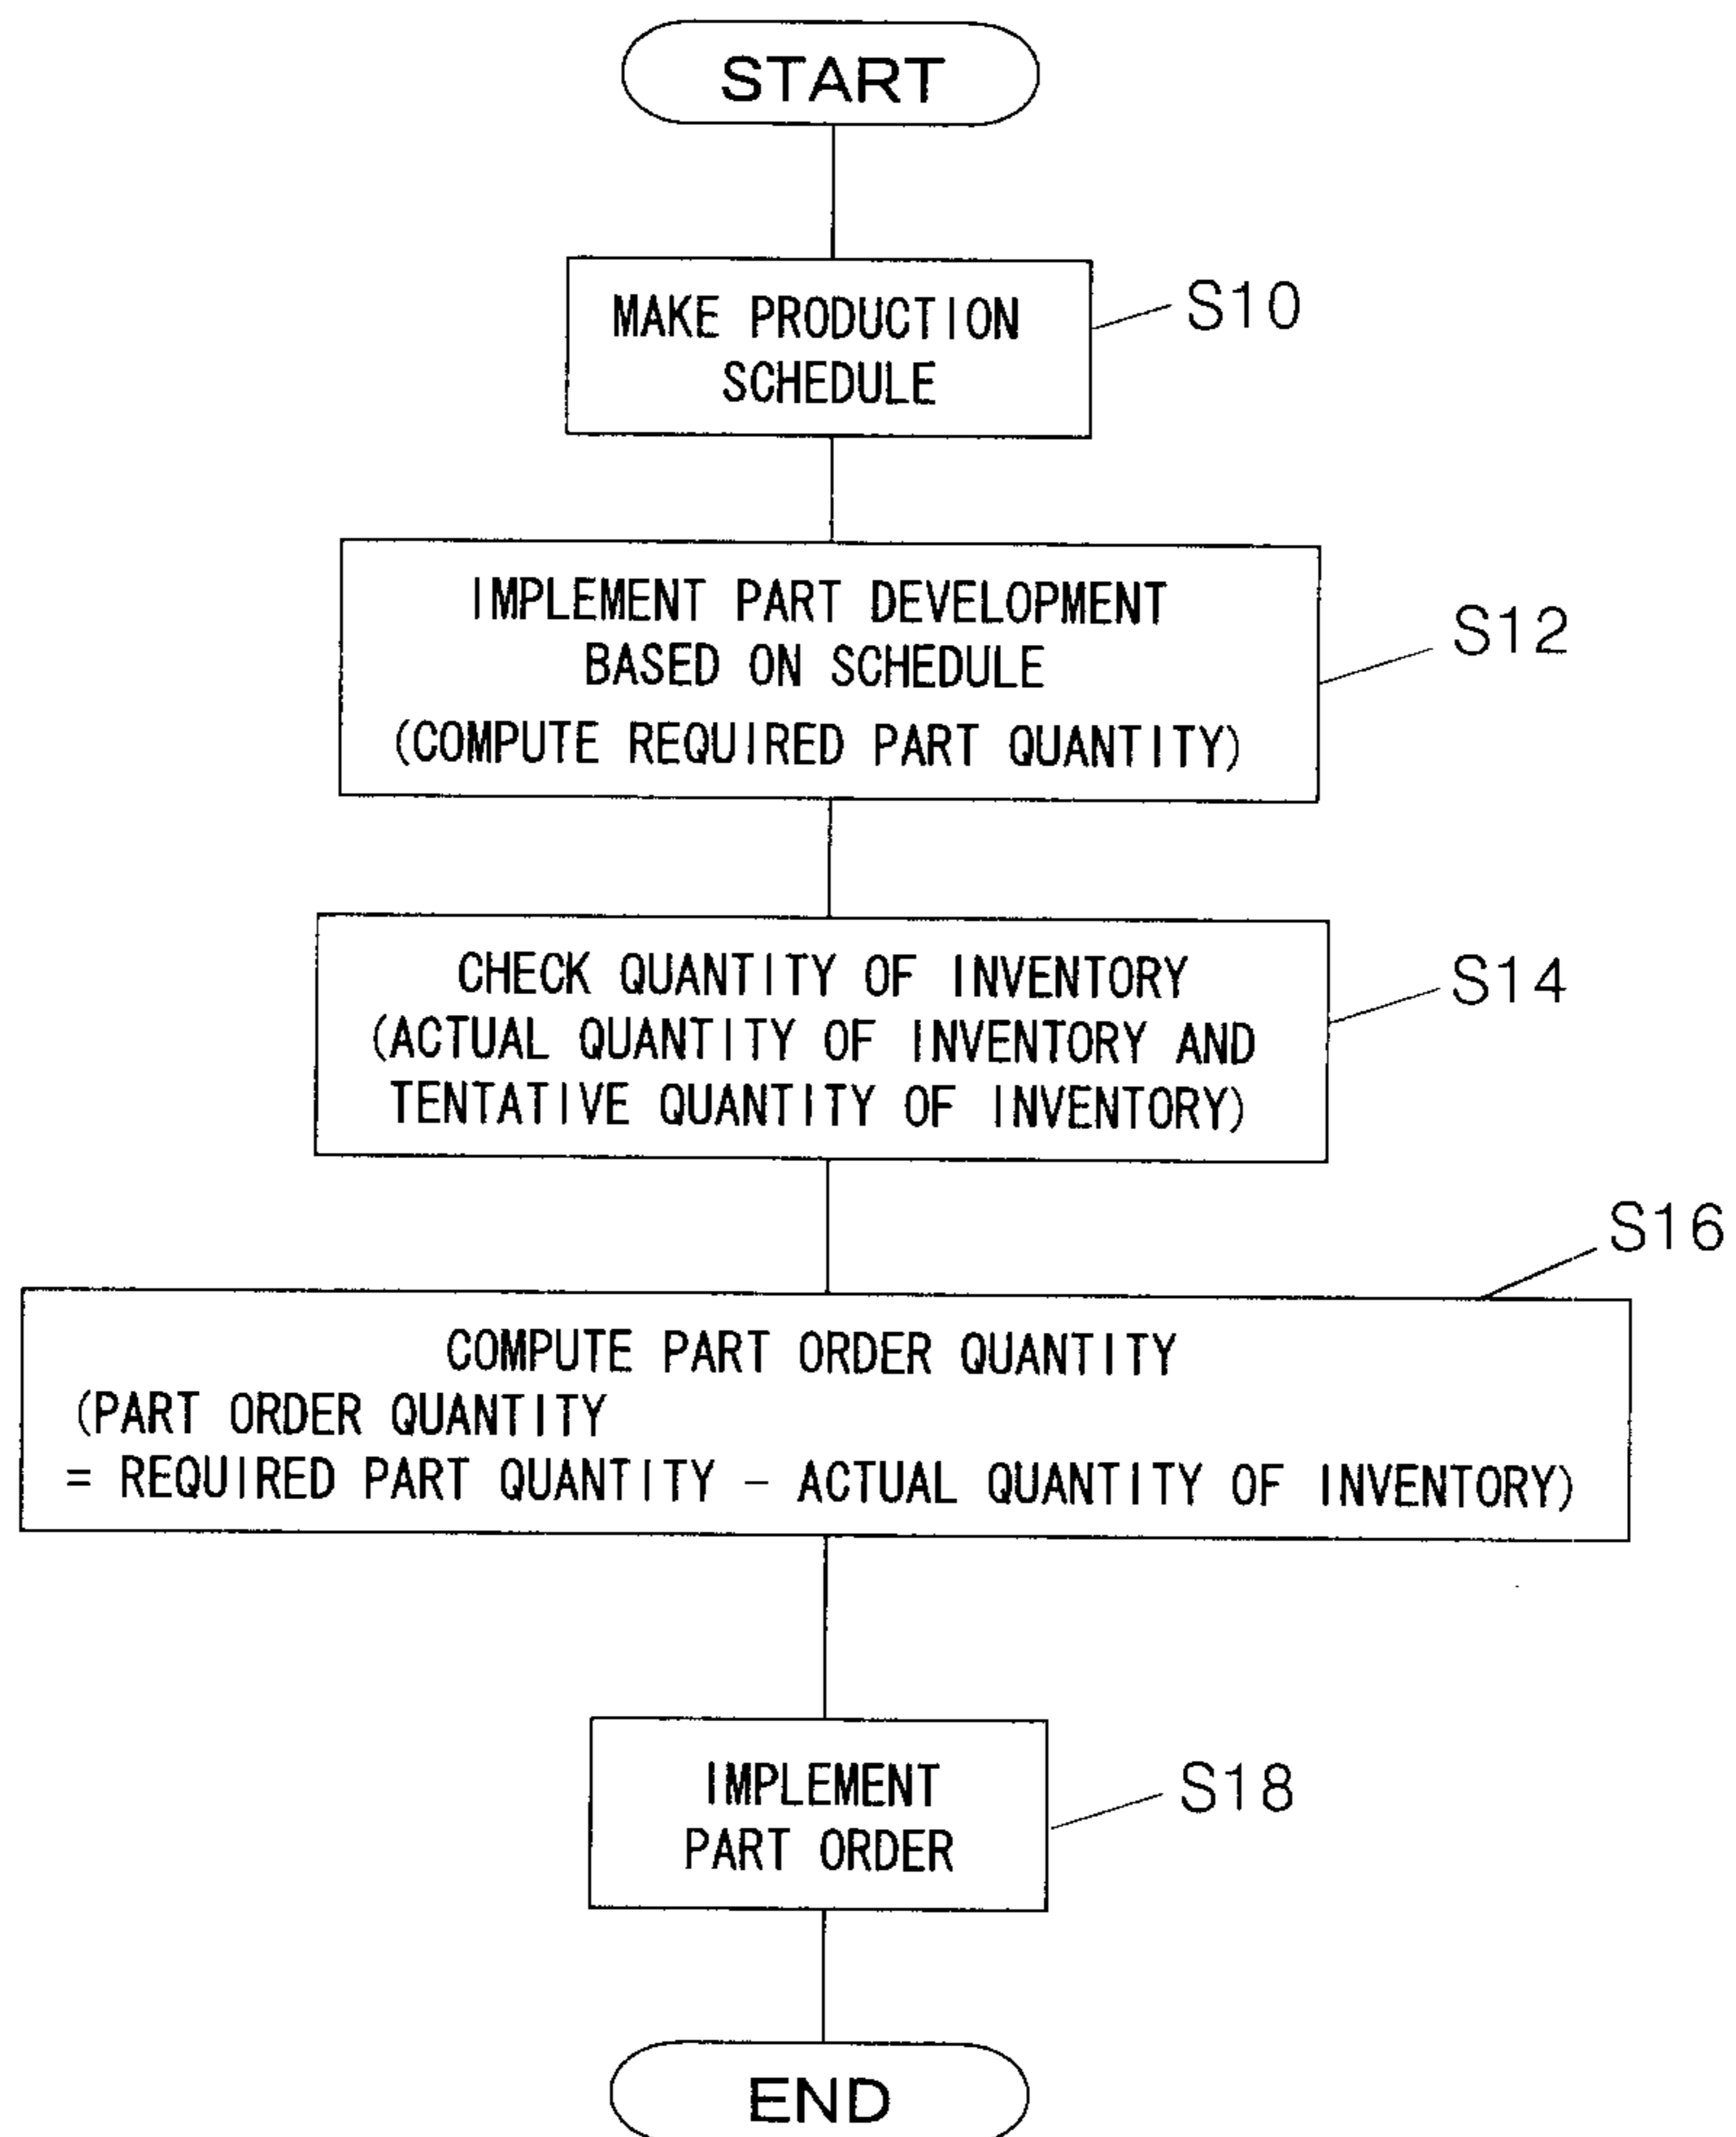 START
MAKE PRODUCTION
SCHEDULE
S10
IMPLEMENT PART DEVELOPMENT
BASED ON SCHEDULE
(COMPUTE REQUIRED PART QUANTITY)
S12
CHECK QUANTITY OF INVENTORY
(ACTUAL QUANTITY OF INVENTORY AND
TENTATIVE QUANTITY OF INVENTORY)
S14
S16
COMPUTE PART ORDER QUANTITY
(PART ORDER QUANTITY
= REQUIRED PART QUANTITY - ACTUAL QUANTITY OF INVENTORY)
IMPLEMENT
PART ORDER
S18
END